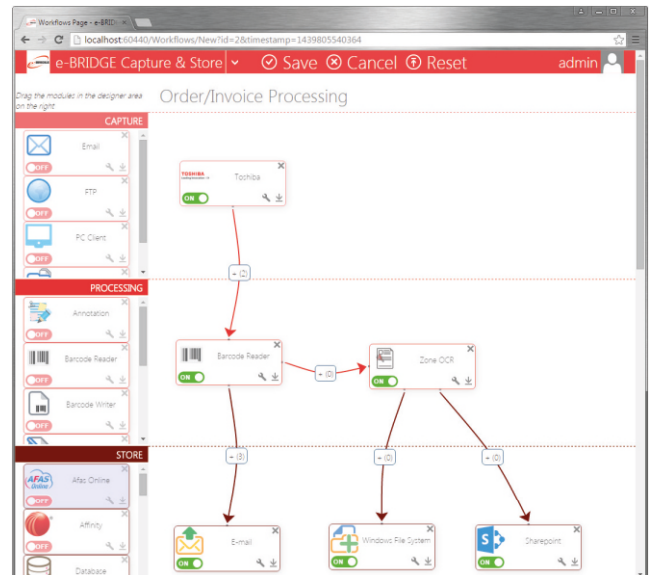 Workflows Page - e-BRID
localhost:60440/Workflows/New?id=2&timestamp=1439805540364
e-BRIDGE Capture & Store
Save
Cancel
Reset
admin
Drag the modules in the designer area
on the right
Order/Invoice Processing
CAPTURE
Email
OFF
FTP
OFF
PC Client
OFF
TOSHIBA
Leading Innovation
Toshiba
ON
(2)
PROCESSING
Annotation
OFF
Barcode Reader
OFF
Barcode Writer
OFF
Barcode Reader
ON
(0)
Zone OCR
ON
(3)
(0)
(0)
STORE
AFAS
Online
Afas Online
OFF
Affinity
OFF
Database
E-mail
ON
Windows File System
ON
S
Sharepoint
ON